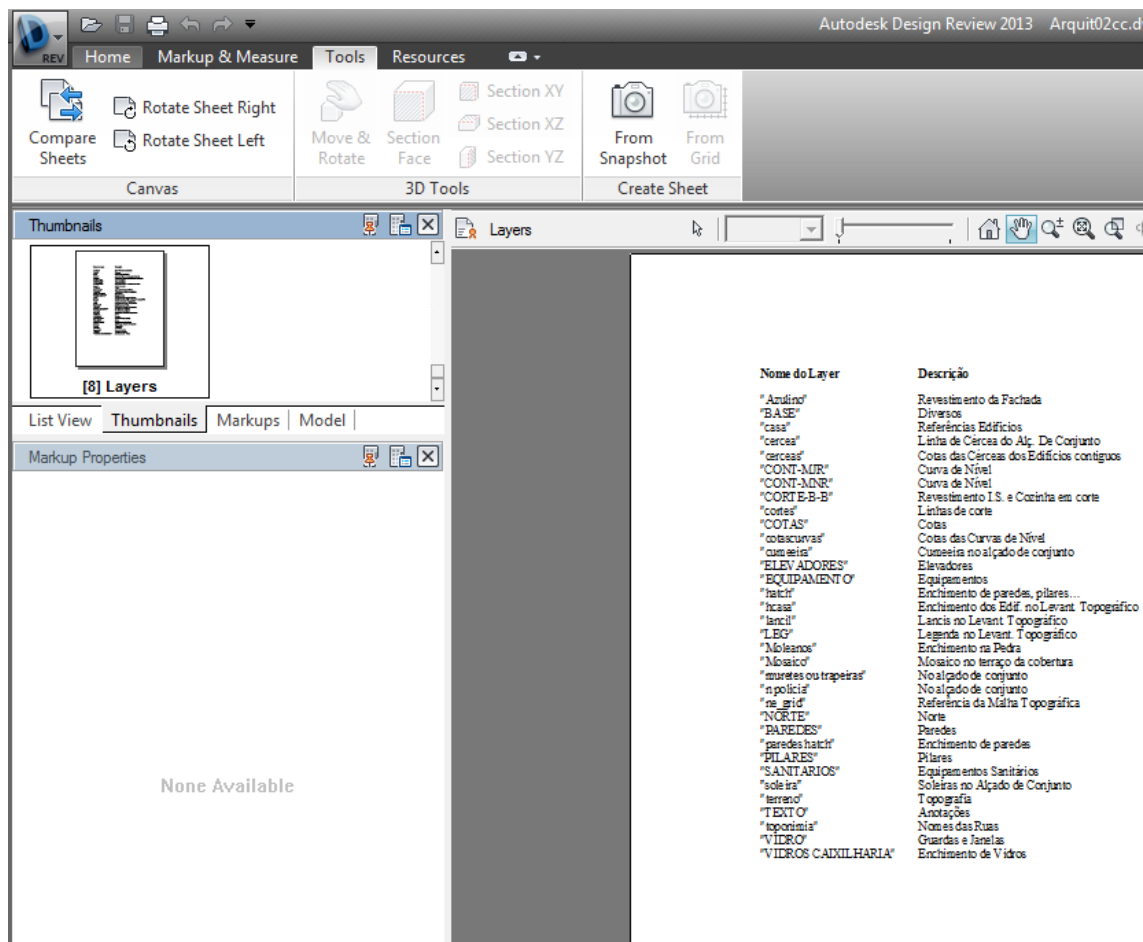 Autodesk Design Review 2013 Arquit02cc.d
REV Home Markup & Measure Tools Resources
Compare Sheets
Rotate Sheet Right
Rotate Sheet Left
Move & Rotate
Section Face
Section XY
Section XZ
Section YZ
From Snapshot
From Grid
Canvas 3D Tools Create Sheet
Thumbnails
Layers
[8] Layers
List View Thumbnails Markups Model
Markup Properties
None Available
Nome do Layer Descrição
"Azulino" Revestimento da Fachada
"BASE" Diversos
"casa" Referências Edifícios
"cercea" Linha de Cércea do Alç. De Conjunto
"cerceas" Cotas das Cérceas dos Edifícios contíguos
"CONT-MJR" Curva de Nível
"CONT-MNR" Curva de Nível
"CORTE-B-B" Revestimento I.S. e Cozinha em corte
"cortes" Linhas de corte
"COTAS" Cotas
"cotascurvas" Cotas das Curvas de Nível
"cumeeira" Cumeeira no alçado de conjunto
"ELEVADORES" Elevadores
"EQUIPAMENTO" Equipamentos
"hatch" Enchimento de paredes, pilares…
"hcasa" Enchimento dos Edif. no Levant. Topográfico
"lancil" Lancis no Levant. Topográfico
"LEG" Legenda no Levant. Topográfico
"Moleanos" Enchimento na Pedra
"Mosaico" Mosaico no terraço da cobertura
"muretes ou trapeiras" No alçado de conjunto
"n policia" No alçado de conjunto
"ne_grid" Referência da Malha Topográfica
"NORTE" Norte
"PAREDES" Paredes
"paredes hatch" Enchimento de paredes
"PILARES" Pilares
"SANITARIOS" Equipamentos Sanitários
"soleira" Soleiras no Alçado de Conjunto
"terreno" Topografia
"TEXTO" Anotações
"toponimia" Nomes das Ruas
"VIDRO" Guardas e Janelas
"VIDROS CAIXILHARIA" Enchimento de Vidros